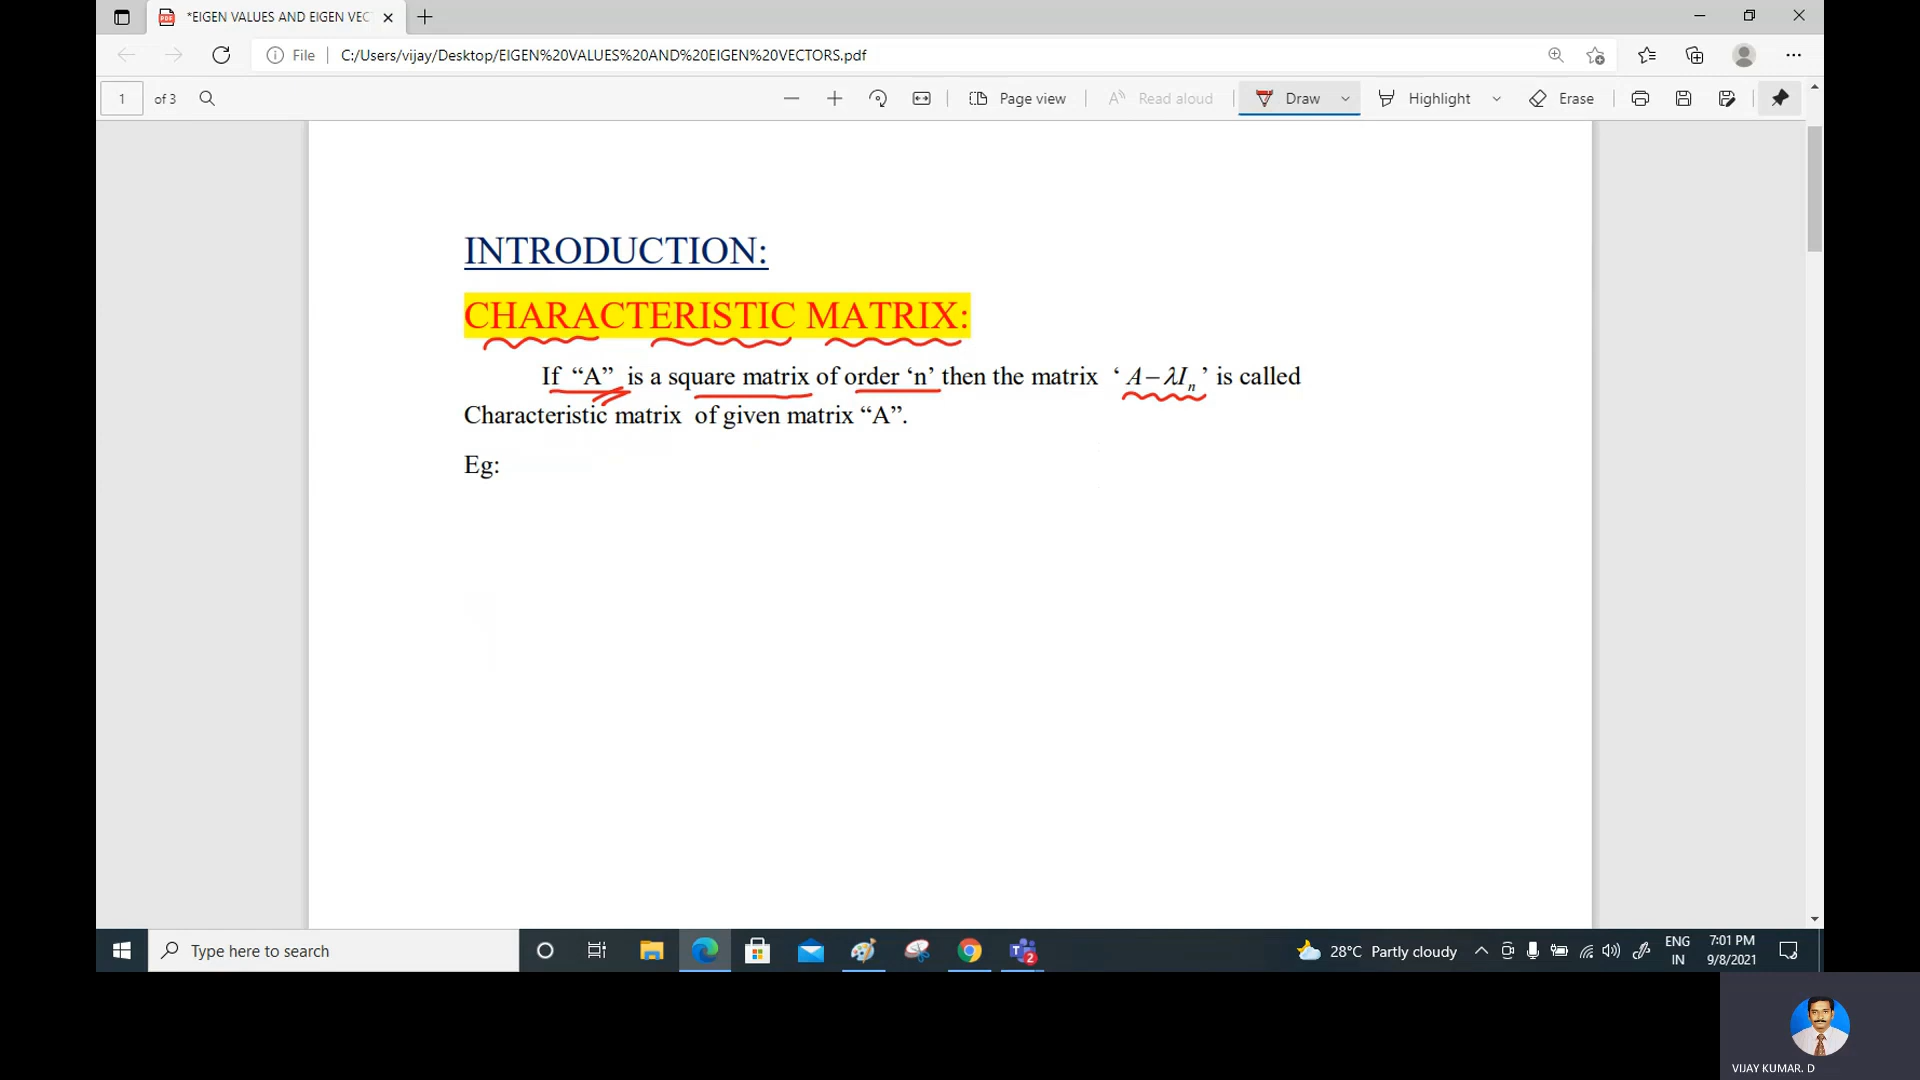 *EIGEN VALUES AND EIGEN VEC
File
C:/Users/vijay/Desktop/EIGEN%20VALUES%20AND%20EIGEN%20VECTORS.pdf
1 of 3
Page view
Read aloud
Draw
Highlight
Erase
INTRODUCTION:
CHARACTERISTIC MATRIX:
If “A” is a square matrix of order ‘n’ then the matrix ‘ A−λIₙ ’ is called
Characteristic matrix of given matrix “A”.
Eg:
Type here to search
2
28°C Partly cloudy
ENG
IN
7:01 PM
9/8/2021
VIJAY KUMAR. D